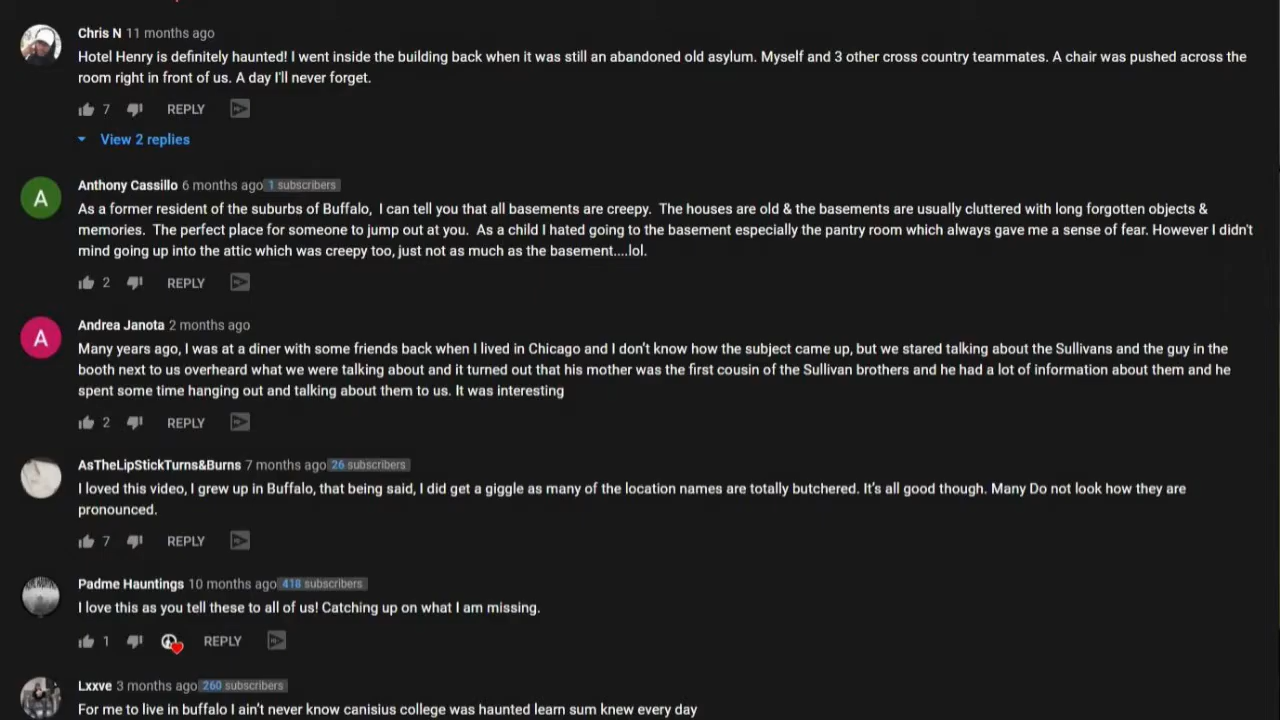 Chris N 11 months ago
Hotel Henry is definitely haunted! I went inside the building back when it was still an abandoned old asylum. Myself and 3 other cross country teammates. A chair was pushed across the
room right in front of us. A day I'll never forget.
7 REPLY
View 2 replies
A
Anthony Cassillo 6 months ago 1 subscribers
As a former resident of the suburbs of Buffalo, I can tell you that all basements are creepy. The houses are old & the basements are usually cluttered with long forgotten objects &
memories. The perfect place for someone to jump out at you. As a child I hated going to the basement especially the pantry room which always gave me a sense of fear. However I didn't
mind going up into the attic which was creepy too, just not as much as the basement....lol.
2 REPLY
A
Andrea Janota 2 months ago
Many years ago, I was at a diner with some friends back when I lived in Chicago and I don't know how the subject came up, but we stared talking about the Sullivans and the guy in the
booth next to us overheard what we were talking about and it turned out that his mother was the first cousin of the Sullivan brothers and he had a lot of information about them and he
spent some time hanging out and talking about them to us. It was interesting
2 REPLY
AsTheLipStickTurns&Burns 7 months ago 26 subscribers
I loved this video, I grew up in Buffalo, that being said, I did get a giggle as many of the location names are totally butchered. It's all good though. Many Do not look how they are
pronounced.
7 REPLY
Padme Hauntings 10 months ago 418 subscribers
I love this as you tell these to all of us! Catching up on what I am missing.
1 REPLY
Lxxve 3 months ago 260 subscribers
For me to live in buffalo I ain't never know canisius college was haunted learn sum knew every day